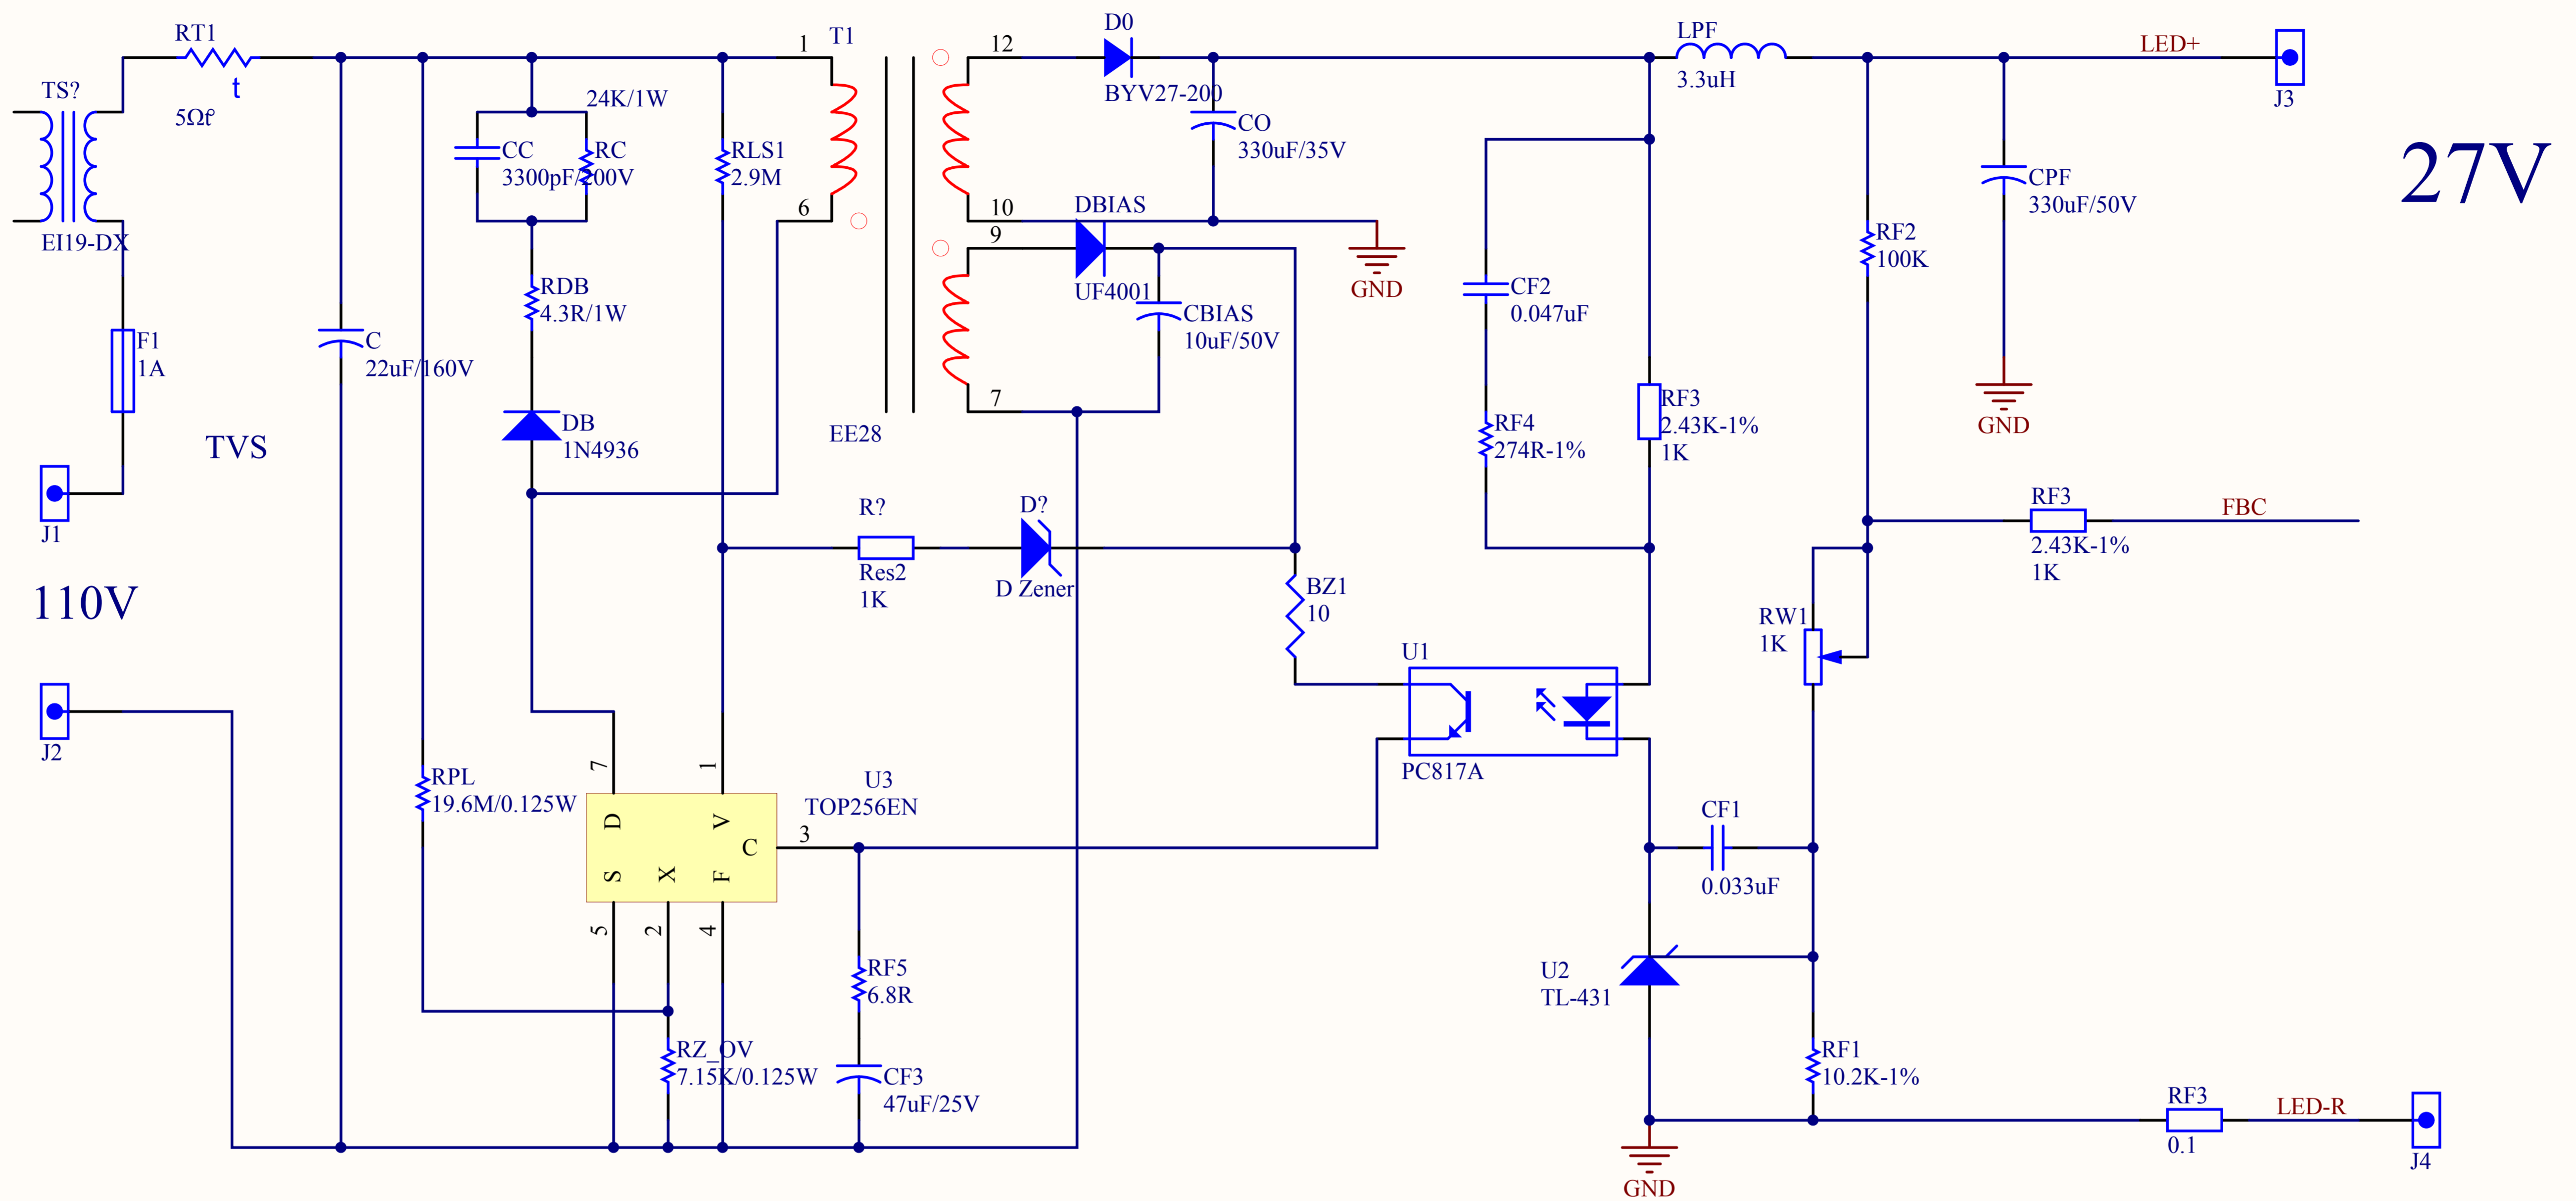 RT1
t
5Ωt°
TS?
EI19-DX
F1
1A
TVS
J1
110V
J2
C
22uF/160V
24K/1W
CC
3300pF/200V
RC
RLS1
2.9M
RDB
4.3R/1W
DB
1N4936
RPL
19.6M/0.125W
1
T1
6
EE28
12
10
9
7
D0
BYV27-200
CO
330uF/35V
DBIAS
UF4001
CBIAS
10uF/50V
GND
R?
Res2
1K
D?
D Zener
BZ1
10
U1
PC817A
7
1
U3
TOP256EN
D
V
C
3
S
X
F
5
2
4
RZ_OV
7.15K/0.125W
RF5
6.8R
CF3
47uF/25V
LPF
3.3uH
LED+
J3
27V
CF2
0.047uF
RF4
274R-1%
RF3
2.43K-1%
1K
RF2
100K
CPF
330uF/50V
GND
RF3
2.43K-1%
1K
FBC
RW1
1K
CF1
0.033uF
U2
TL-431
RF1
10.2K-1%
GND
RF3
0.1
LED-R
J4